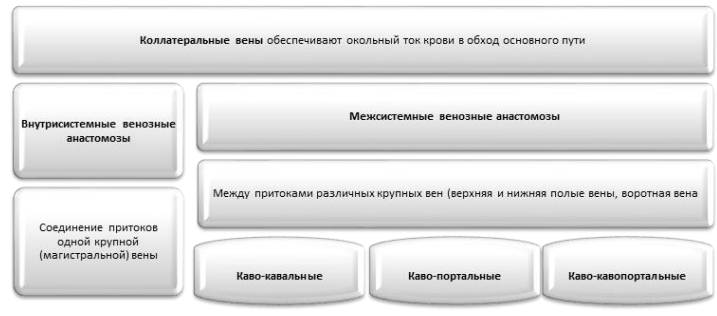 Коллатеральные вены обеспечивают окольный ток крови в обход основного пути
Внутрисистемные венозные
анастомозы
Межсистемные венозные анастомозы
Между притоками различных крупных вен (верхняя и нижняя полые вены, воротная вена
Соединение притоков
одной крупной
(магистральной) вены
Каво-кавальные
Каво-портальные
Каво-кавопортальные